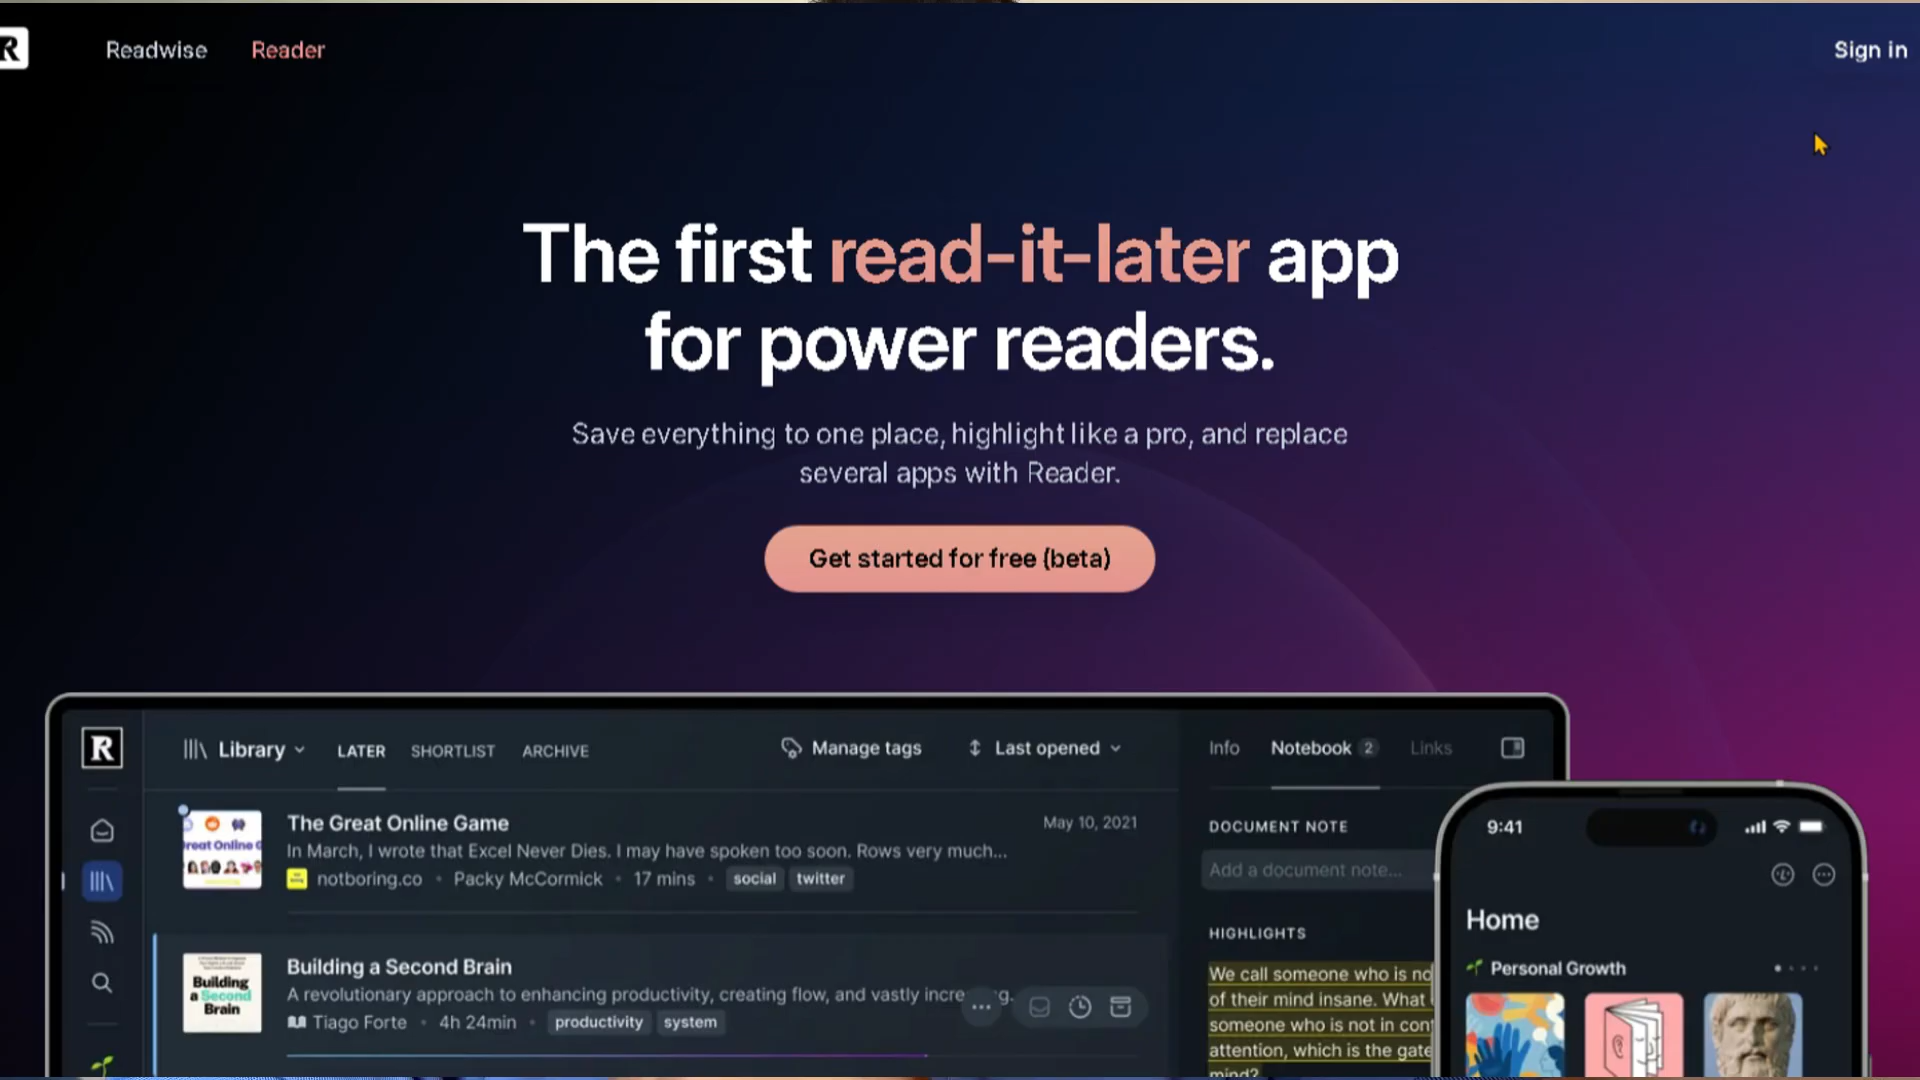 R
Readwise
Reader
Sign in
The first read-it-later app
for power readers.
Save everything to one place, highlight like a pro, and replace
several apps with Reader.
Get started for free (beta)
R
Library
LATER
SHORTLIST
ARCHIVE
Manage tags
Last opened
Info
Notebook 2
Links
The Great Online Game
May 10, 2021
In March, I wrote that Excel Never Dies. I may have spoken too soon. Rows very much...
notboring.co • Packy McCormick • 17 mins • social twitter
Building
a Second
Brain
Building a Second Brain
A revolutionary approach to enhancing productivity, creating flow, and vastly incre
Tiago Forte • 4h 24min • productivity system
DOCUMENT NOTE
Add a document note...
HIGHLIGHTS
We call someone who is no
of their mind insane. What
someone who is not in con
attention, which is the gate
mind?
9:41
Home
Personal Growth